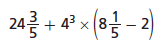 24 3/5 + 4³ × (8 1/5 − 2)